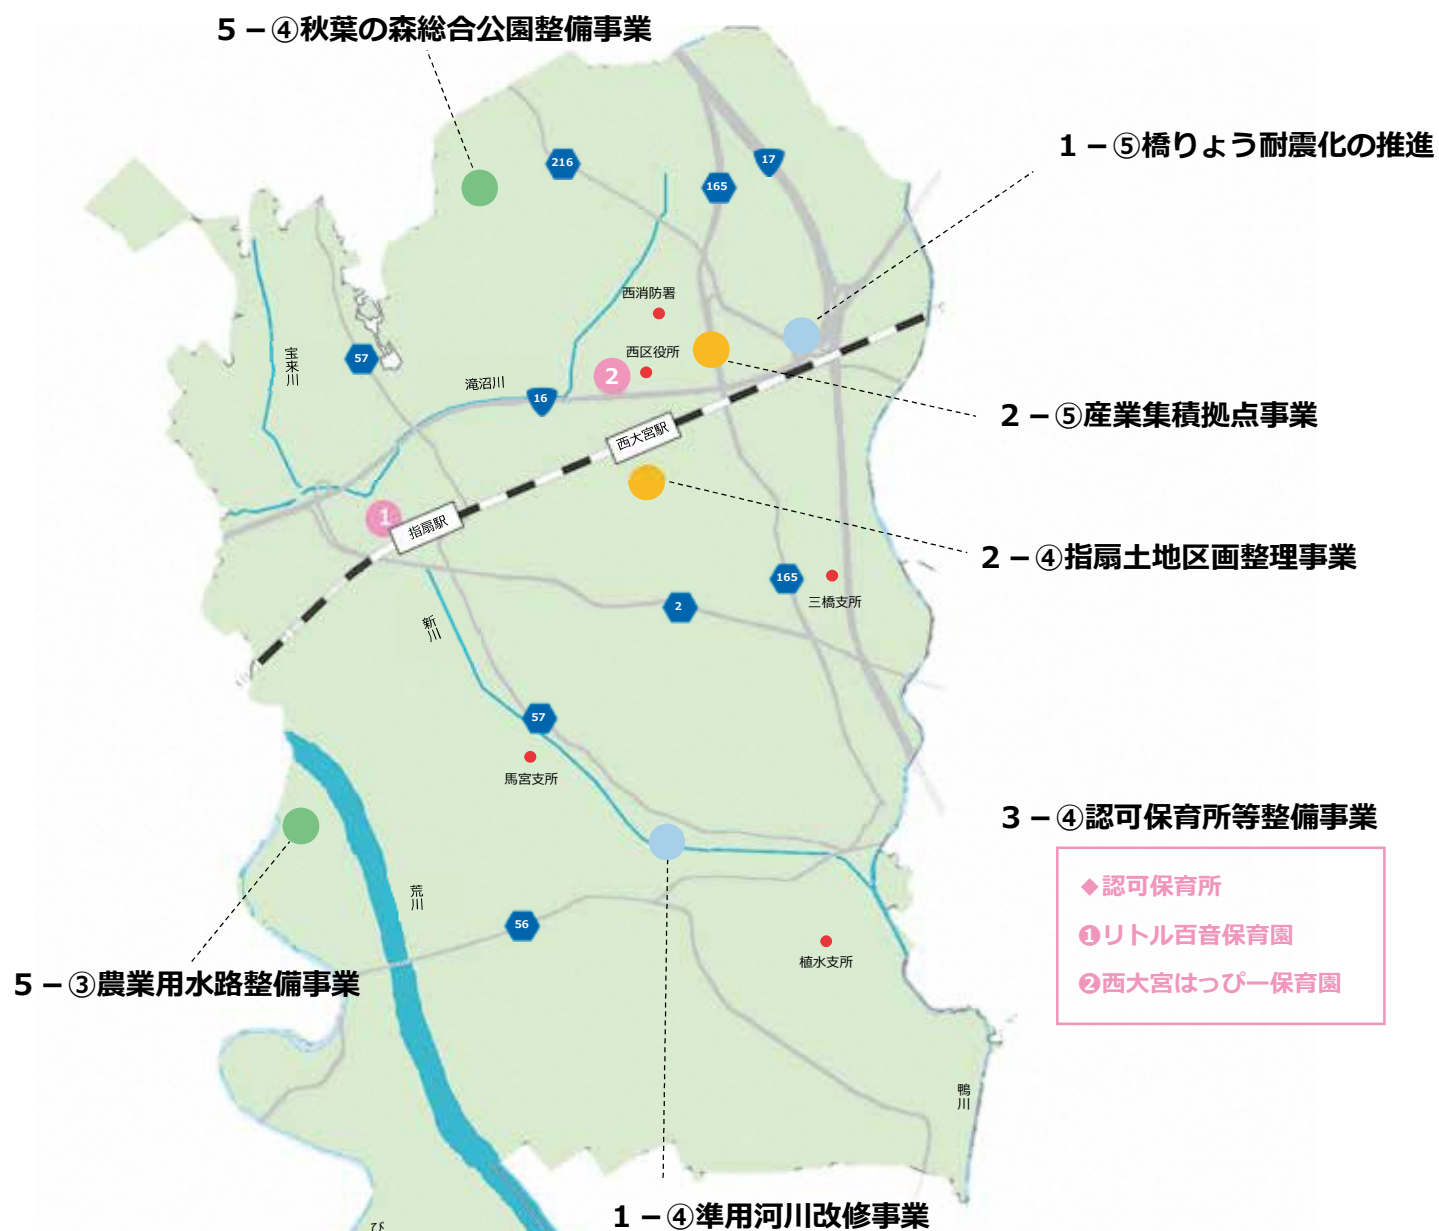 5－④秋葉の森総合公園整備事業
1－⑤橋りょう耐震化の推進
216
17
165
西消防署
宝来川
57
西区役所
2
滝沼川
16
2－⑤産業集積拠点事業
西大宮駅
1
指扇駅
2－④指扇土地区画整理事業
165
三橋支所
2
新川
57
馬宮支所
3－④認可保育所等整備事業
◆認可保育所
❶リトル百音保育園
❷西大宮はっぴー保育園
荒川
56
植水支所
5－③農業用水路整備事業
鴨川
1－④準用河川改修事業
び